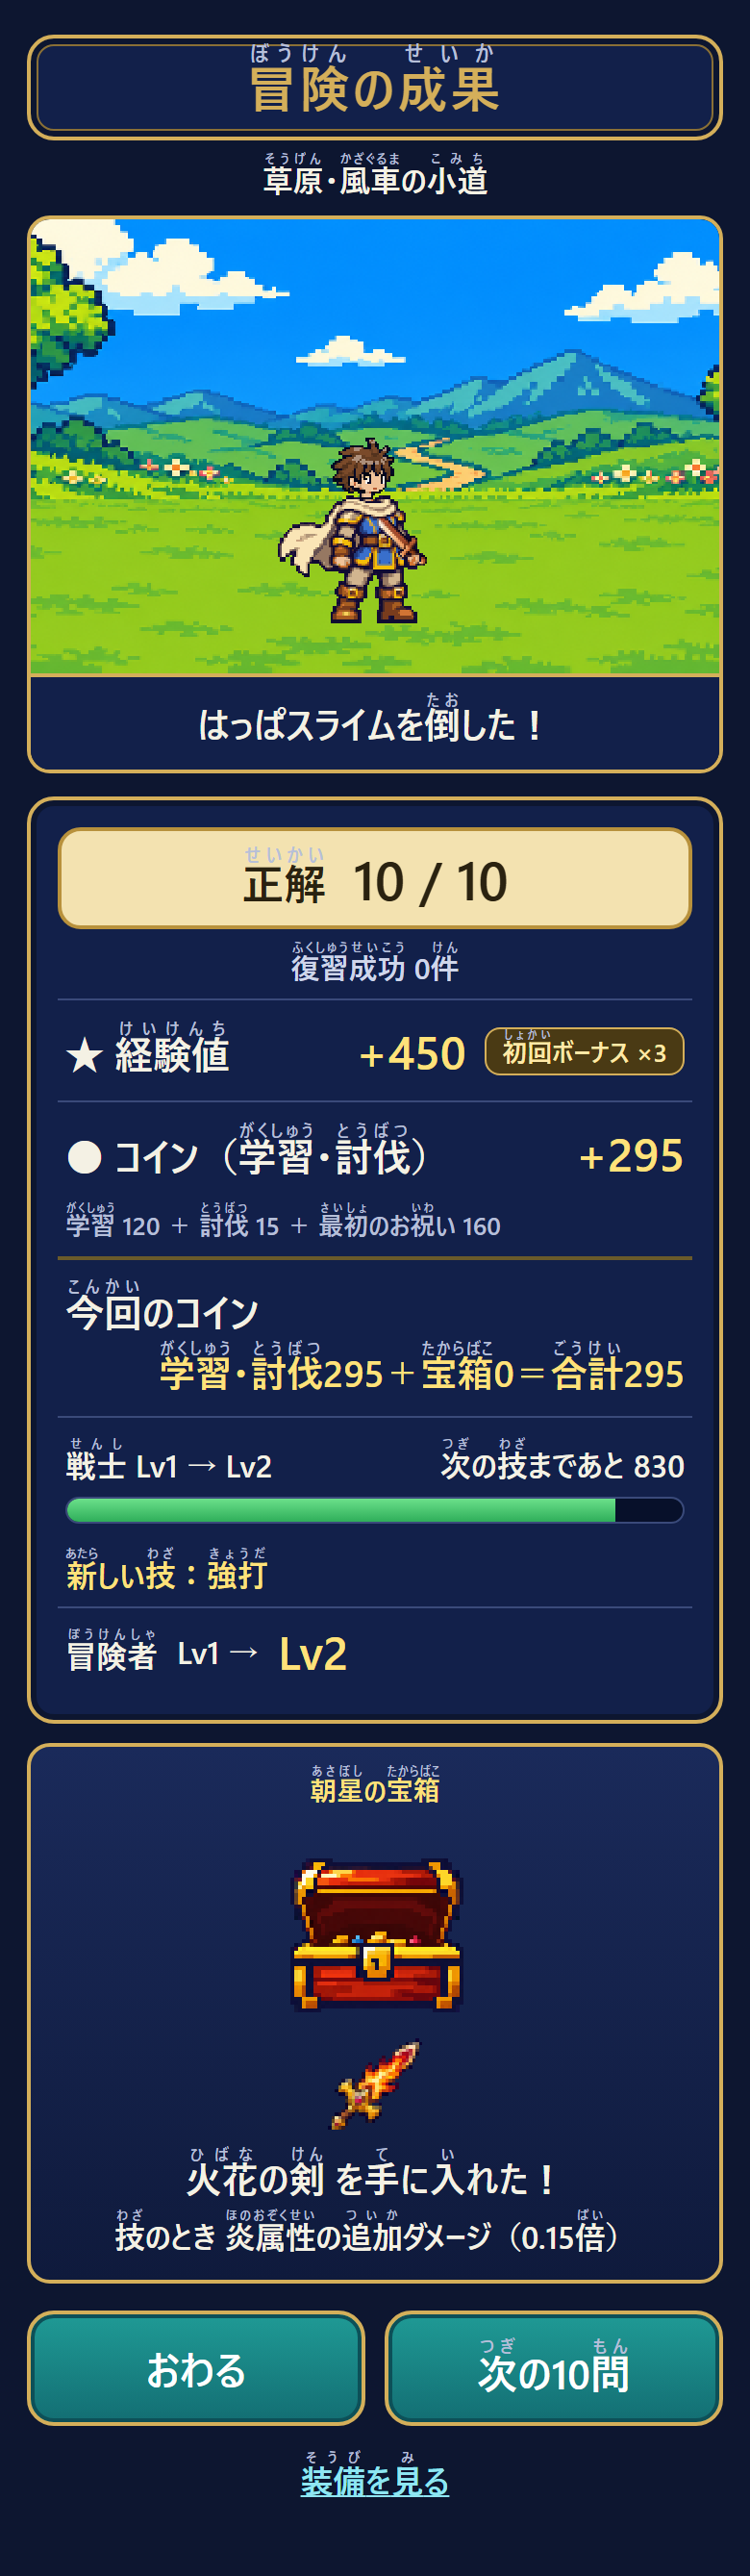 冒険の成果
草原・風車の小道
はっぱスライムを倒した！
正解 10 / 10
復習成功 0件
★ 経験値 +450 初回ボーナス ×3
● コイン（学習・討伐） +295
学習 120 ＋ 討伐 15 ＋ 最初のお祝い 160
今回のコイン
学習・討伐295＋宝箱0＝合計295
戦士 Lv1 → Lv2 次の技まであと 830
新しい技：強打
冒険者 Lv1 → Lv2
朝星の宝箱
火花の剣 を手に入れた！
技のとき 炎属性の追加ダメージ（0.15倍）
おわる 次の10問
装備を見る